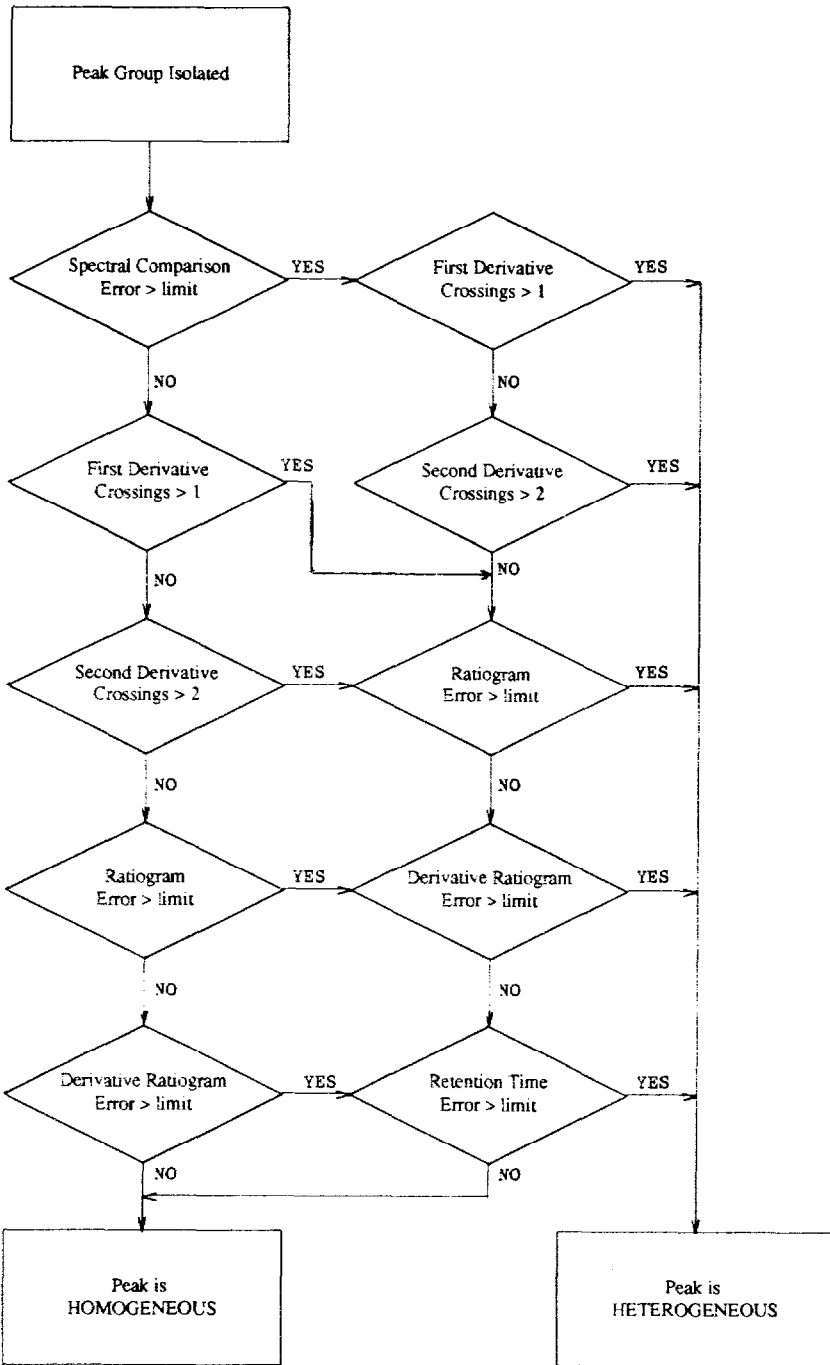 Peak Group Isolated
Spectral Comparison
Error > limit
YES
First Derivative
Crossings > 1
YES
NO
NO
First Derivative
Crossings > 1
YES
Second Derivative
Crossings > 2
YES
NO
NO
Second Derivative
Crossings > 2
YES
Ratiogram
Error > limit
YES
NO
NO
Ratiogram
Error > limit
YES
Derivative Ratiogram
Error > limit
YES
NO
NO
Derivative Ratiogram
Error > limit
YES
Retention Time
Error > limit
YES
NO
NO
Peak is
HOMOGENEOUS
Peak is
HETEROGENEOUS